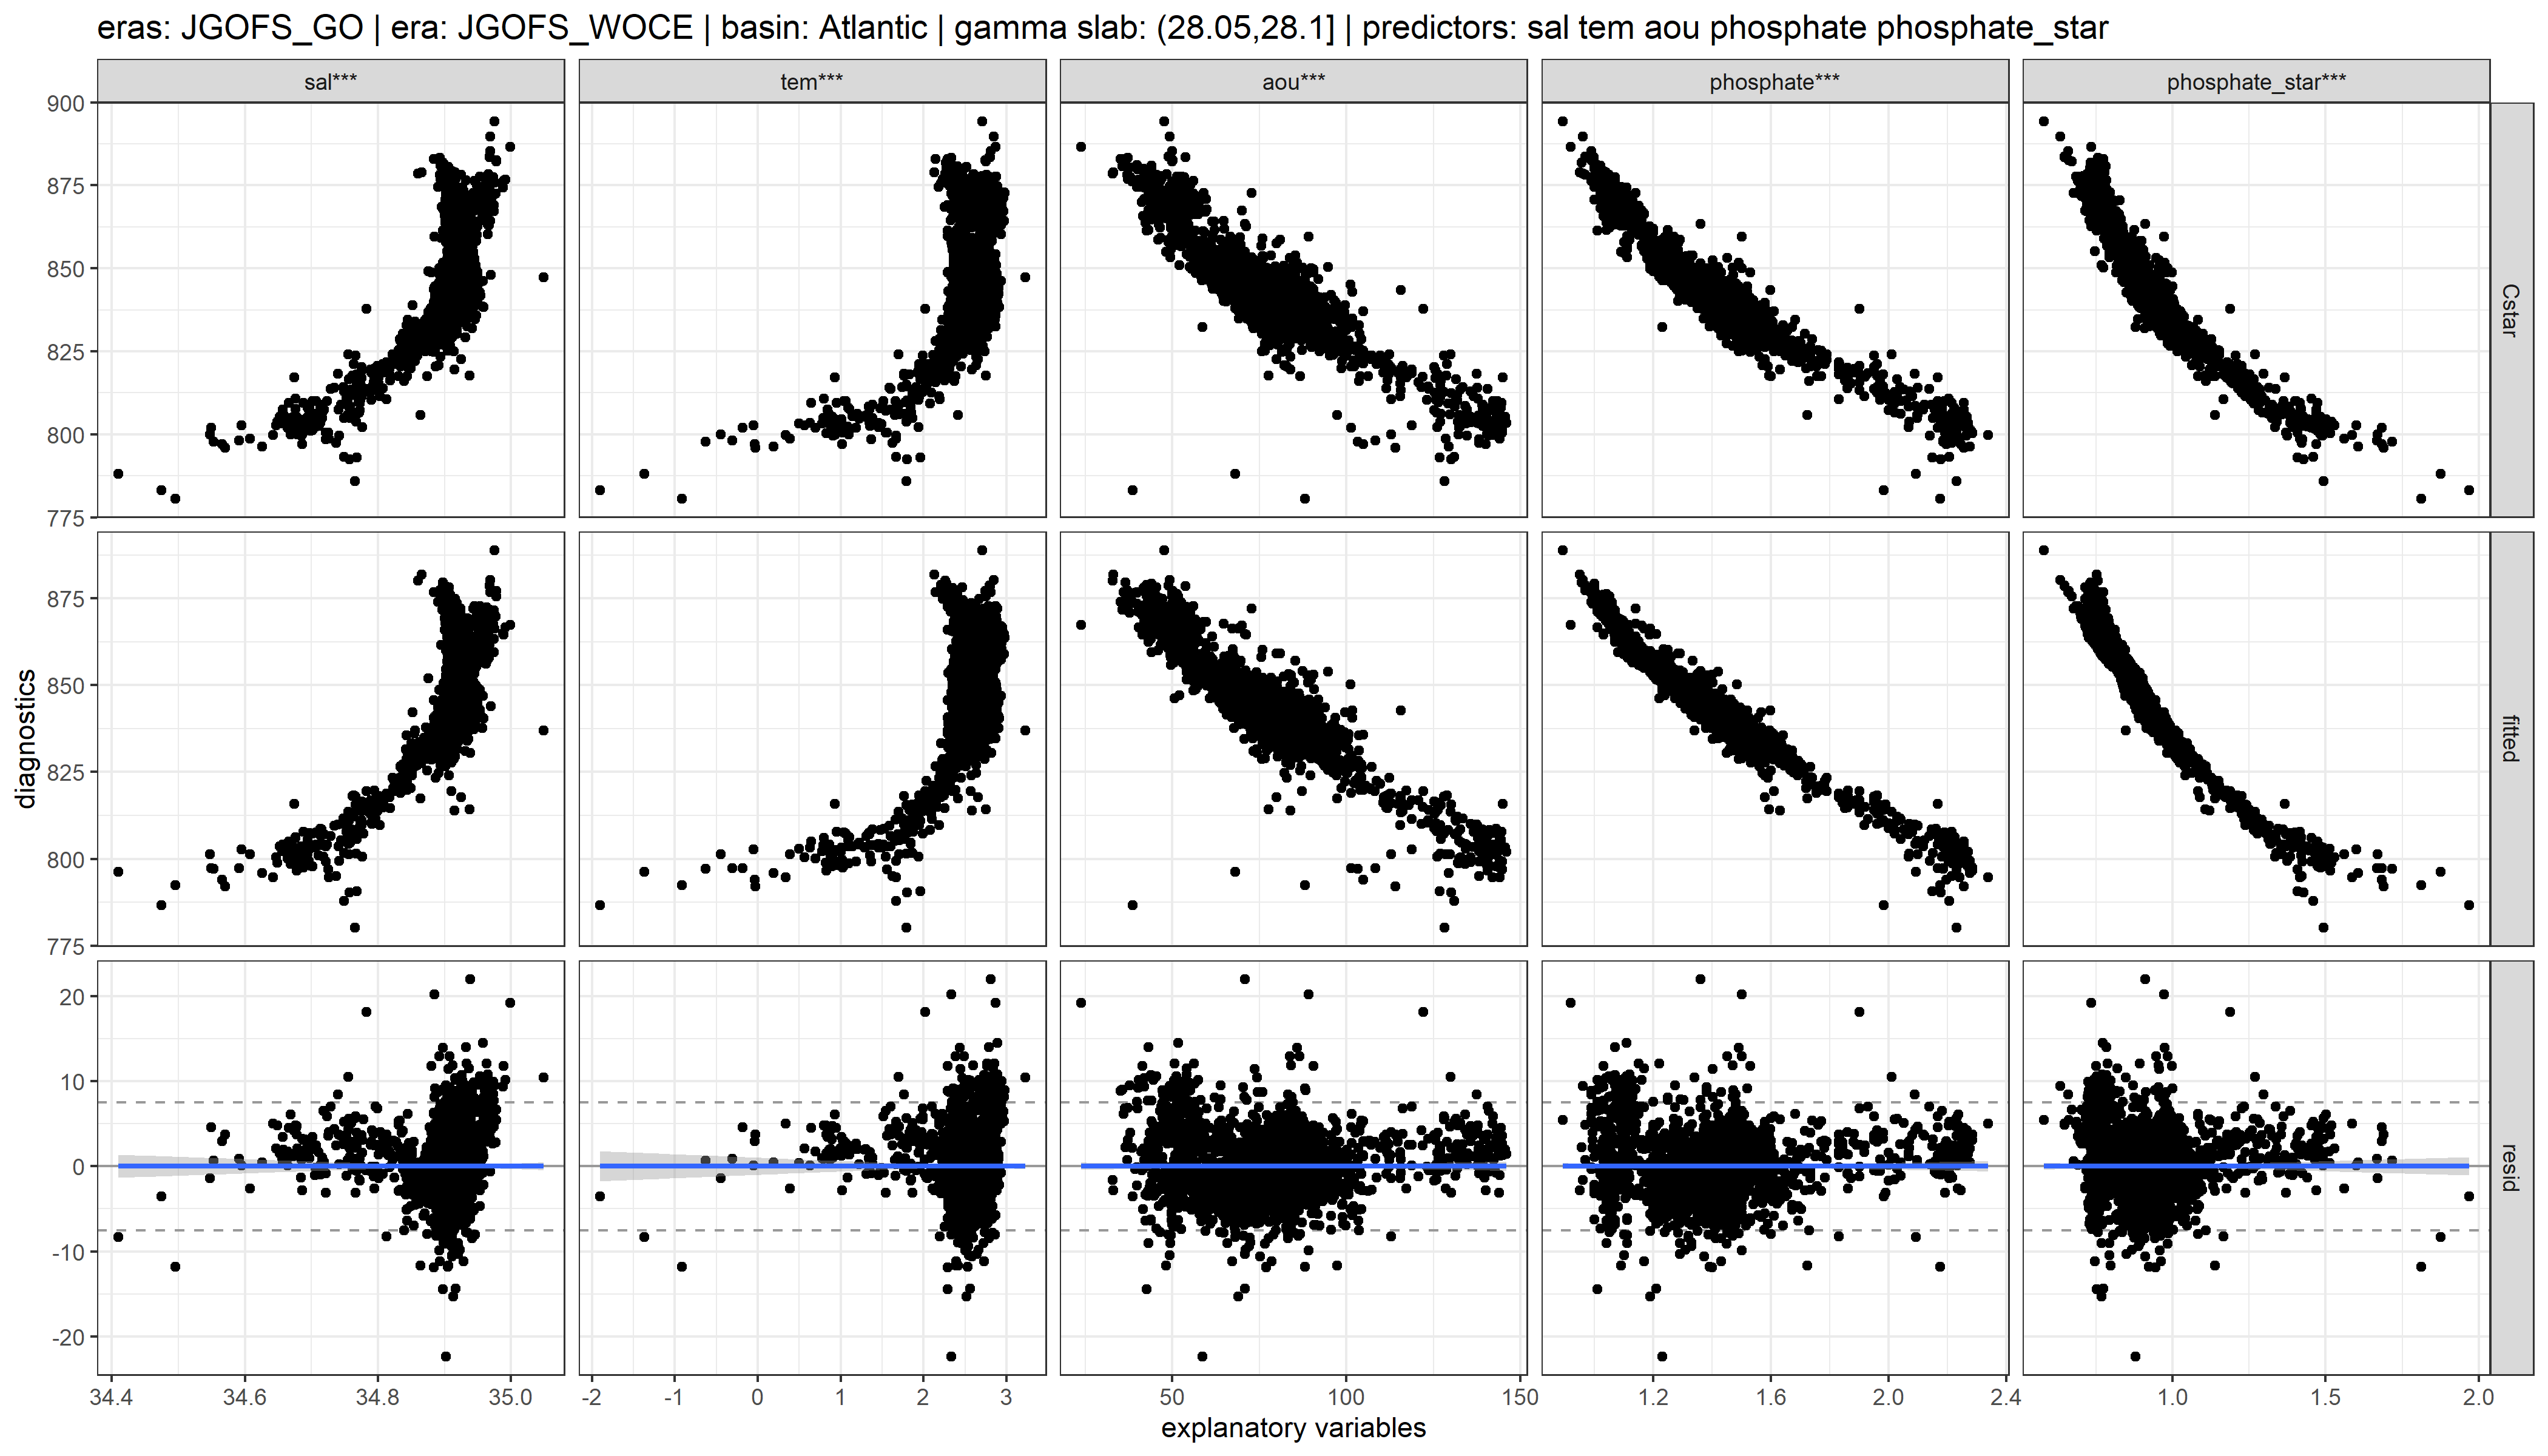 eras: JGOFS_GO | era: JGOFS_WOCE | basin: Atlantic | gamma slab: (28.05,28.1] | predictors: sal tem aou phosphate phosphate_star
sal*** tem*** aou*** phosphate*** phosphate_star***
900
875
850
825
800
775
Cstar
875
850
825
800
775
fitted
diagnostics
20
10
0
-10
-20
resid
34.4 34.6 34.8 35.0 -2 -1 0 1 2 3 50 100 150 1.2 1.6 2.0 2.4 1.0 1.5 2.0
explanatory variables